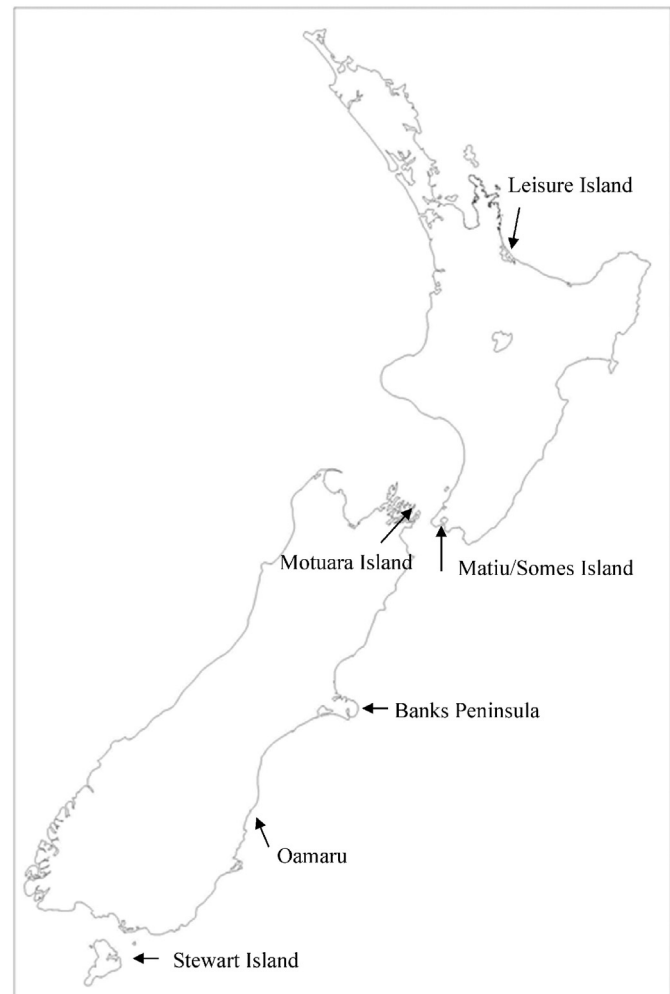 Leisure Island
Motuara Island
Matiu/Somes Island
Banks Peninsula
Oamaru
Stewart Island